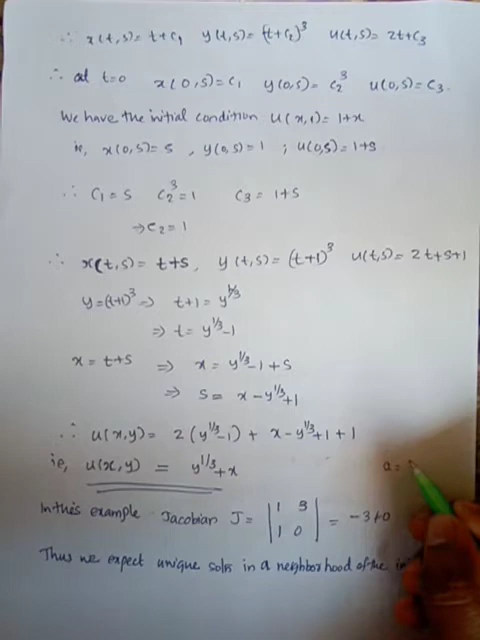 ∴ x(t,s)= t+c₁ y(t,s)= (t+c₂)³ u(t,s)= 2t+c₃
∴ at t=0 x(0,s)=c₁ y(0,s)= c₂³ u(0,s)=c₃.
We have the initial condition u(x,1)=1+x
ie, x(0,s)= s , y(0,s)=1 ; u(0,s)=1+s
∴ c₁=s c₂³=1 c₃= 1+s
→c₂=1
∴ x(t,s)= t+s, y(t,s)= (t+1)³ u(t,s)= 2t+s+1
y=(t+1)³ ⇒ t+1= y^1/3
⇒ t= y^1/3-1
x = t+s ⇒ x= y^1/3-1+s
⇒ s= x-y^1/3+1
∴ u(x,y)= 2(y^1/3-1)+ x-y^1/3+1+1
ie, u(x,y) = y^1/3+x
a=
In this example Jacobian J= |1 3; 1 0| = -3≠0
Thus we expect unique soln in a neighborhood of the